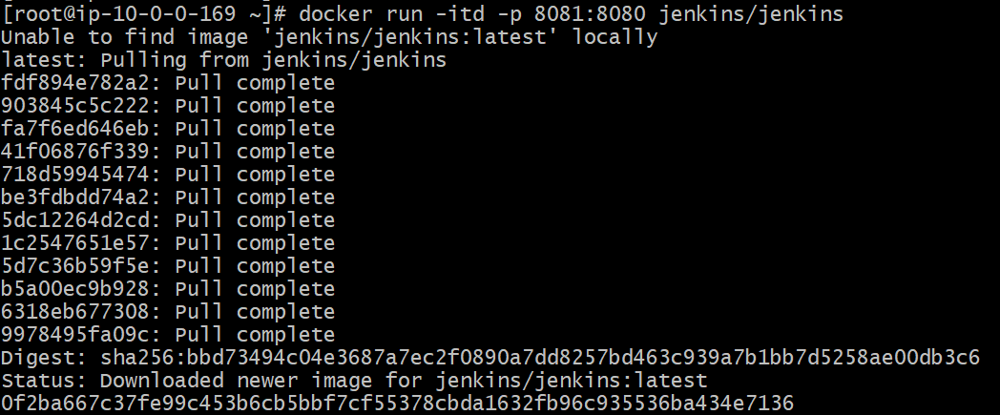 [root@ip-10-0-0-169 ~]# docker run -itd -p 8081:8080 jenkins/jenkins
Unable to find image 'jenkins/jenkins:latest' locally
latest: Pulling from jenkins/jenkins
fdf894e782a2: Pull complete
903845c5c222: Pull complete
fa7f6ed646eb: Pull complete
41f06876f339: Pull complete
718d59945474: Pull complete
be3fdbdd74a2: Pull complete
5dc12264d2cd: Pull complete
1c2547651e57: Pull complete
5d7c36b59f5e: Pull complete
b5a00ec9b928: Pull complete
6318eb677308: Pull complete
9978495fa09c: Pull complete
Digest: sha256:bbd73494c04e3687a7ec2f0890a7dd8257bd463c939a7b1bb7d5258ae00db3c6
Status: Downloaded newer image for jenkins/jenkins:latest
0f2ba667c37fe99c453b6cb5bbf7cf55378cbda1632fb96c935536ba434e7136